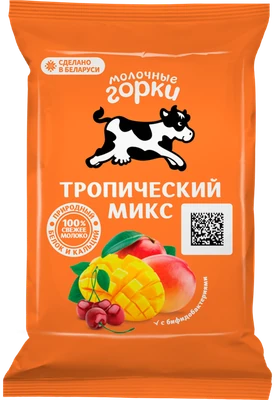 СДЕЛАНО
В БЕЛАРУСИ
молочные
горки
ТРОПИЧЕСКИЙ
МИКС
ПРИРОДНЫЙ
100%
СВЕЖЕЕ
МОЛОКО
БЕЛОК И КАЛЬЦИЙ
с бифидобактериями